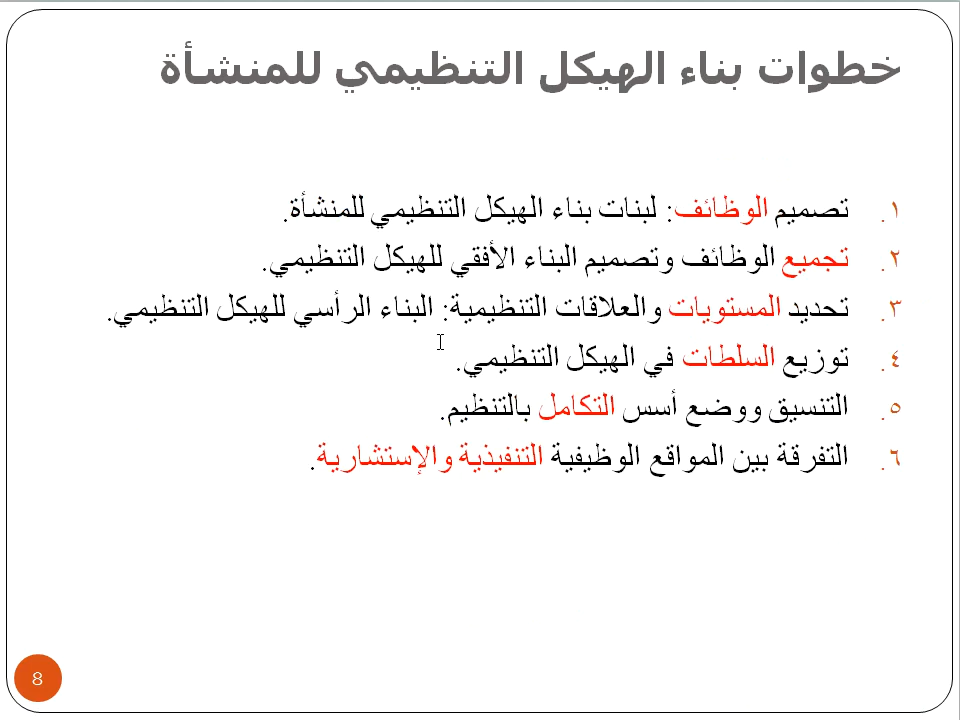 خطوات بناء الهيكل التنظيمي للمنشأة
١. تصميم الوظائف: لبنات بناء الهيكل التنظيمي للمنشأة.
٢. تجميع الوظائف وتصميم البناء الأفقي للهيكل التنظيمي.
٣. تحديد المستويات والعلاقات التنظيمية: البناء الرأسي للهيكل التنظيمي.
٤. توزيع السلطات في الهيكل التنظيمي.
٥. التنسيق ووضع أسس التكامل بالتنظيم.
٦. التفرقة بين المواقع الوظيفية التنفيذية والإستشارية.
8